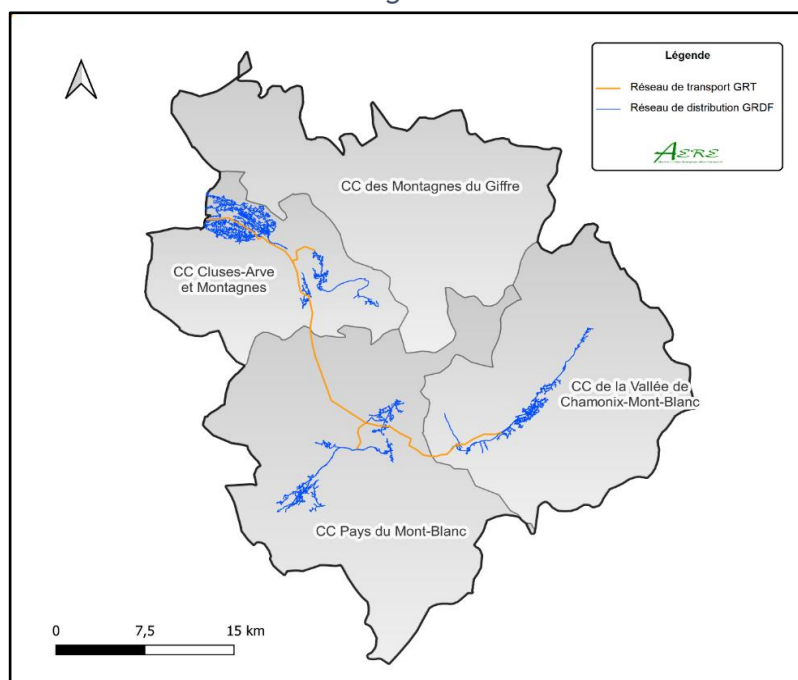 Légende
Réseau de transport GRT
Réseau de distribution GRDF
AERE
CC des Montagnes du Giffre
CC Cluses-Arve
et Montagnes
CC de la Vallée de
Chamonix-Mont-Blanc
CC Pays du Mont-Blanc
0 7,5 15 km